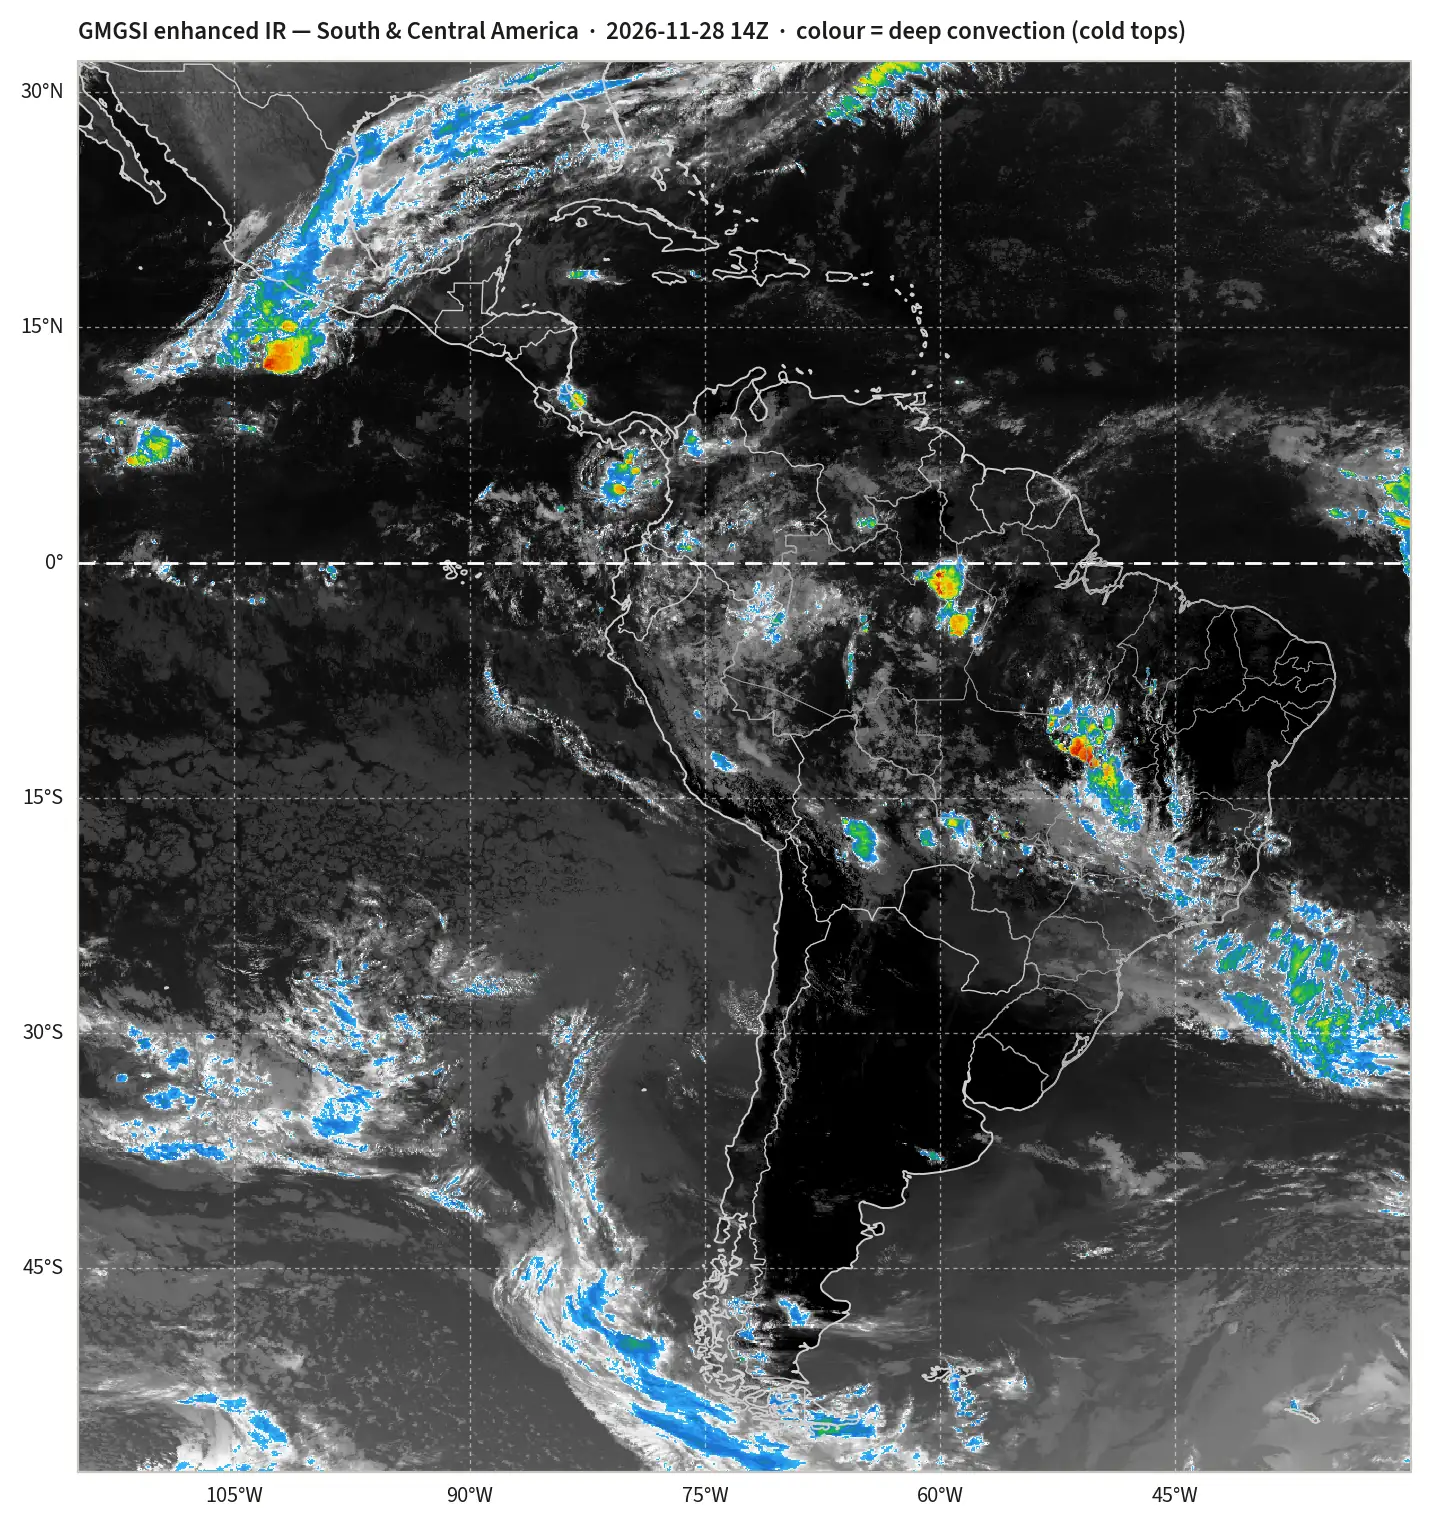 GMGSI enhanced IR — South & Central America · 2026-11-28 14Z · colour = deep convection (cold tops)
30°N
15°N
0°
15°S
30°S
45°S
105°W 90°W 75°W 60°W 45°W